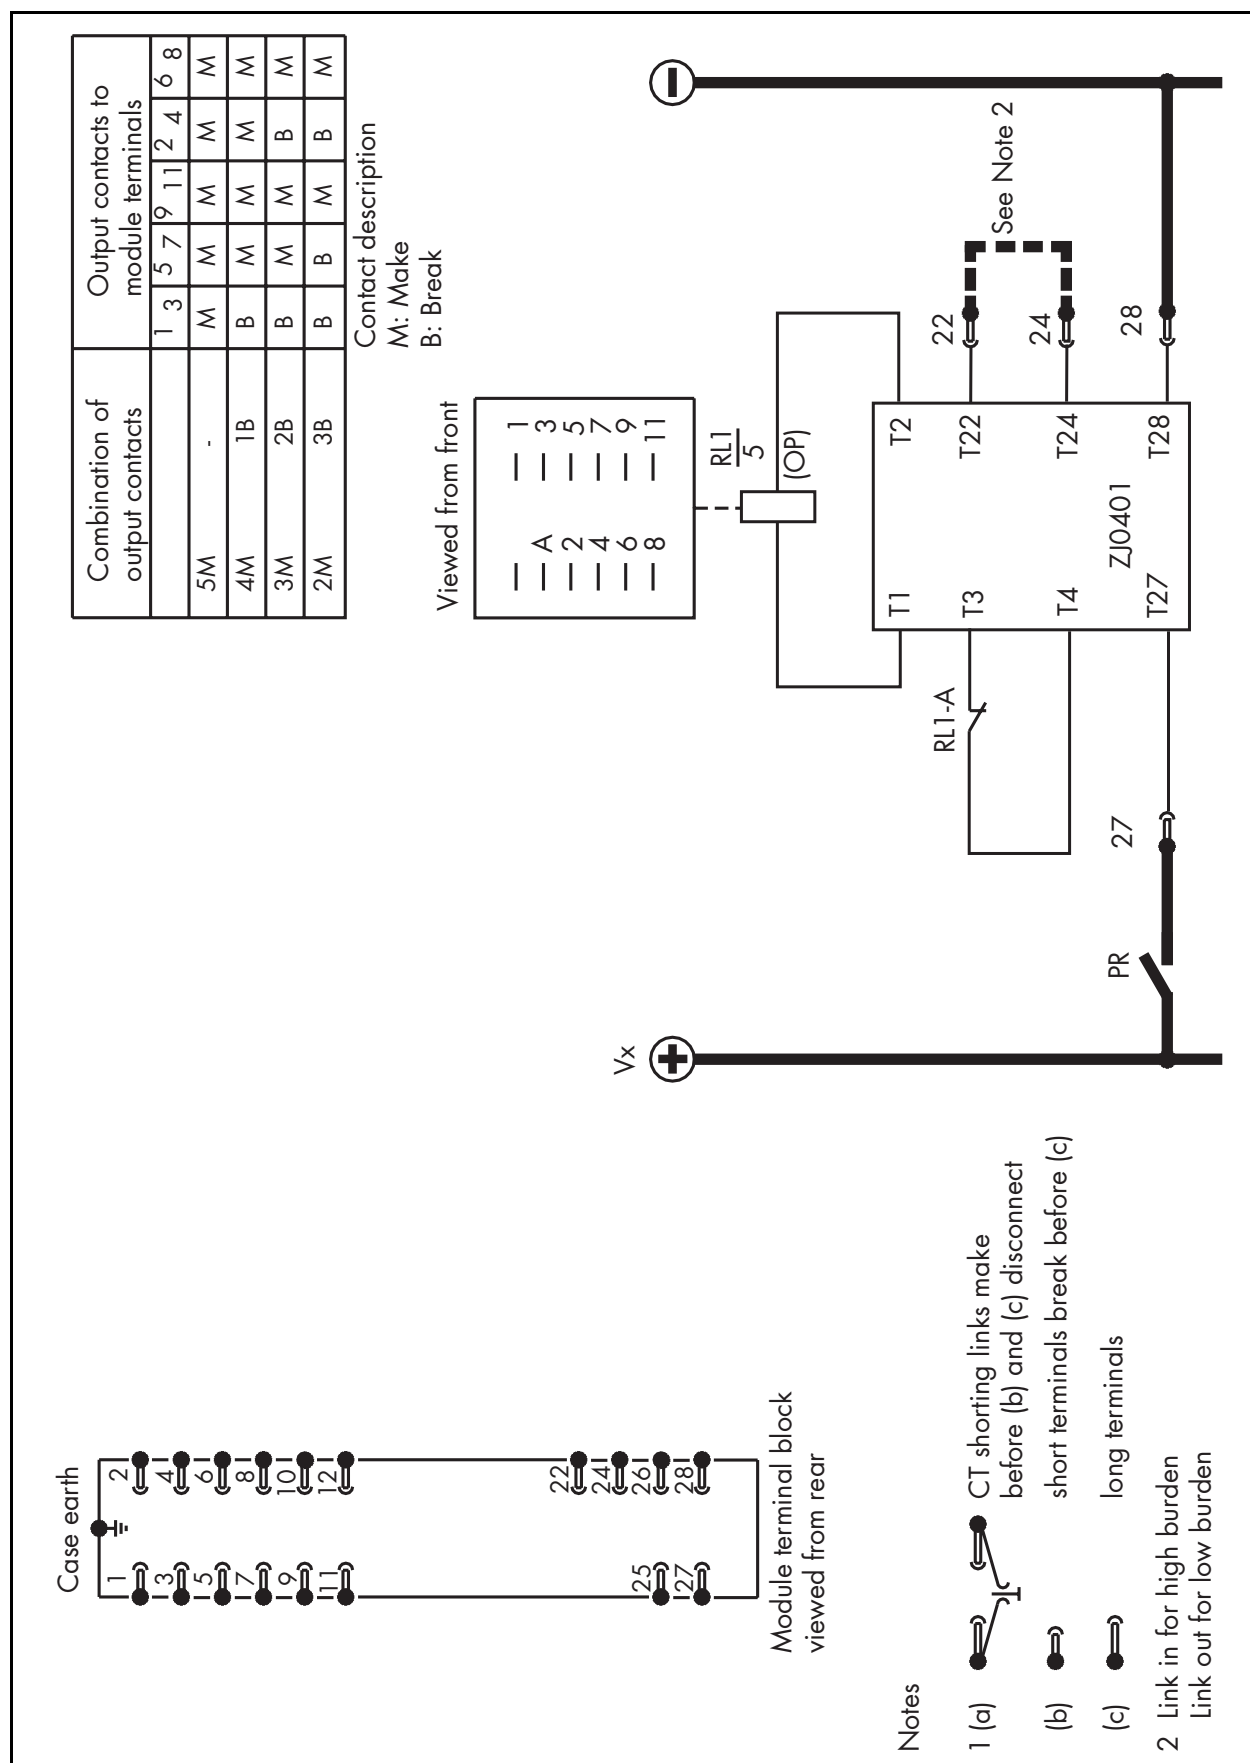 Case earth
1 2
3 4
5 6
7 8
9 10
11 12
22
24
25 26
27 28
Module terminal block
viewed from rear
Combination of
output contacts
Output contacts to
module terminals
1 3 5 7 9 11 2 4 6 8
5M - M M M M M
4M 1B B M M M M
3M 2B B M M B M
2M 3B B B M B M
Contact description
M: Make
B: Break
Viewed from front
1
A 3
2 5
4 7
6 9
8 11
RL1
5
(OP)
Vx
RL1-A
T1 T2
T3 T22
T4 T24
ZJ0401
T27 T28
22
24
See Note 2
PR
27
28
Notes
1 (a) CT shorting links make
before (b) and (c) disconnect
(b) short terminals break before (c)
(c) long terminals
2 Link in for high burden
Link out for low burden